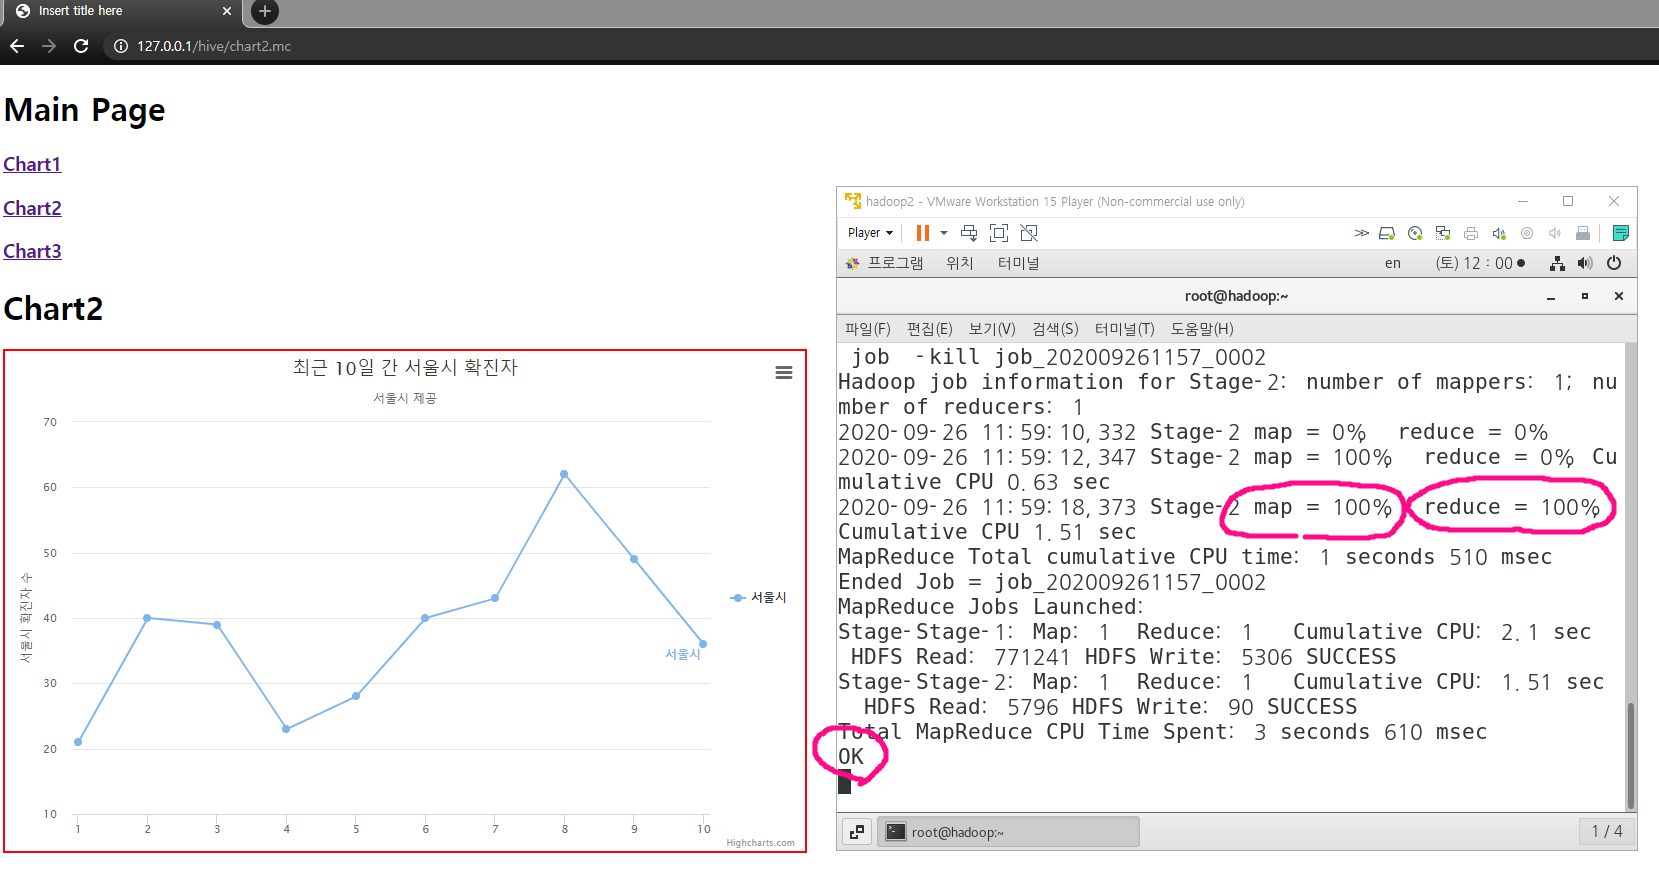 Insert title here
127.0.0.1/hive/chart2.mc
Main Page
Chart1
Chart2
Chart3
Chart2
최근 10일 간 서울시 확진자
서울시 제공
서울시 확진자 수
70
60
50
40
30
20
10
1 2 3 4 5 6 7 8 9 10
서울시
서울시
Highcharts.com
hadoop2 - VMware Workstation 15 Player (Non-commercial use only)
Player
프로그램 위치 터미널 en (토) 12 : 00
root@hadoop:~
파일(F) 편집(E) 보기(V) 검색(S) 터미널(T) 도움말(H)
job -kill job_202009261157_0002
Hadoop job information for Stage-2: number of mappers: 1; nu
mber of reducers: 1
2020-09-26 11:59:10,332 Stage-2 map = 0%, reduce = 0%
2020-09-26 11:59:12,347 Stage-2 map = 100%, reduce = 0%, Cu
mulative CPU 0.63 sec
2020-09-26 11:59:18,373 Stage-2 map = 100%, reduce = 100%,
Cumulative CPU 1.51 sec
MapReduce Total cumulative CPU time: 1 seconds 510 msec
Ended Job = job_202009261157_0002
MapReduce Jobs Launched:
Stage-Stage-1: Map: 1 Reduce: 1 Cumulative CPU: 2.1 sec
HDFS Read: 771241 HDFS Write: 5306 SUCCESS
Stage-Stage-2: Map: 1 Reduce: 1 Cumulative CPU: 1.51 sec
HDFS Read: 5796 HDFS Write: 90 SUCCESS
Total MapReduce CPU Time Spent: 3 seconds 610 msec
OK
root@hadoop:~
1 / 4